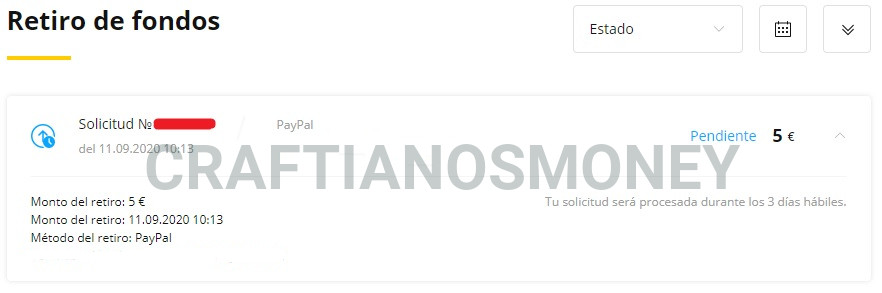 Retiro de fondos
Estado
Solicitud №
PayPal
del 11.09.2020 10:13
Pendiente 5 €
CRAFTIANOSMONEY
Monto del retiro: 5 €
Tu solicitud será procesada durante los 3 días hábiles.
Monto del retiro: 11.09.2020 10:13
Método del retiro: PayPal